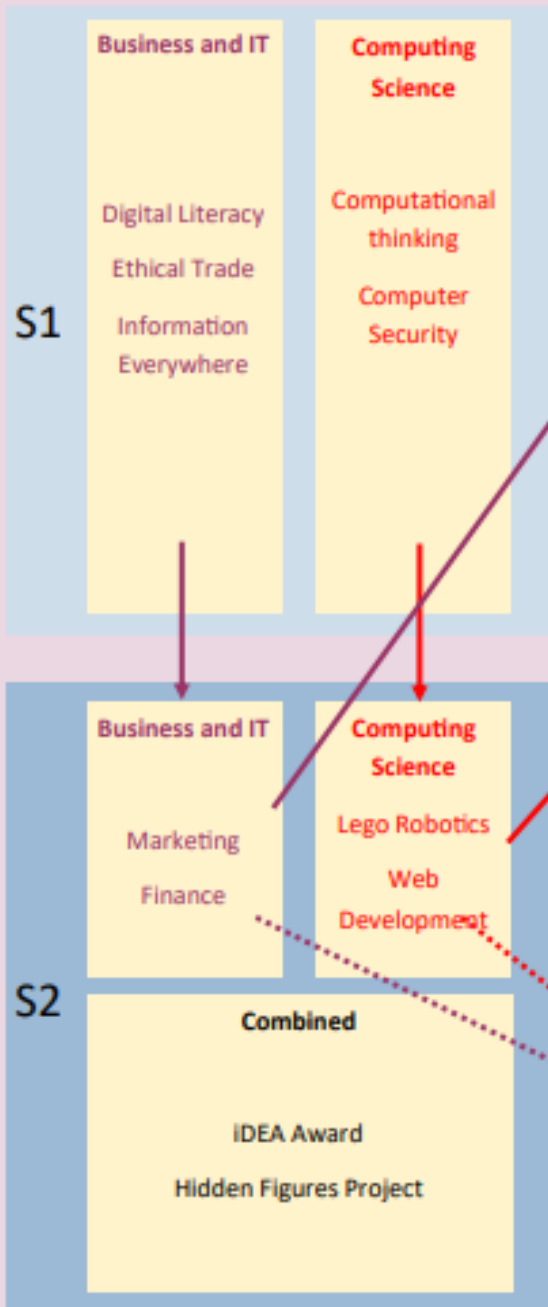 S1
Business and IT
Digital Literacy
Ethical Trade
Information
Everywhere
Computing
Science
Computational
thinking
Computer
Security
S2
Business and IT
Marketing
Finance
Computing
Science
Lego Robotics
Web
Development
Combined
iDEA Award
Hidden Figures Project